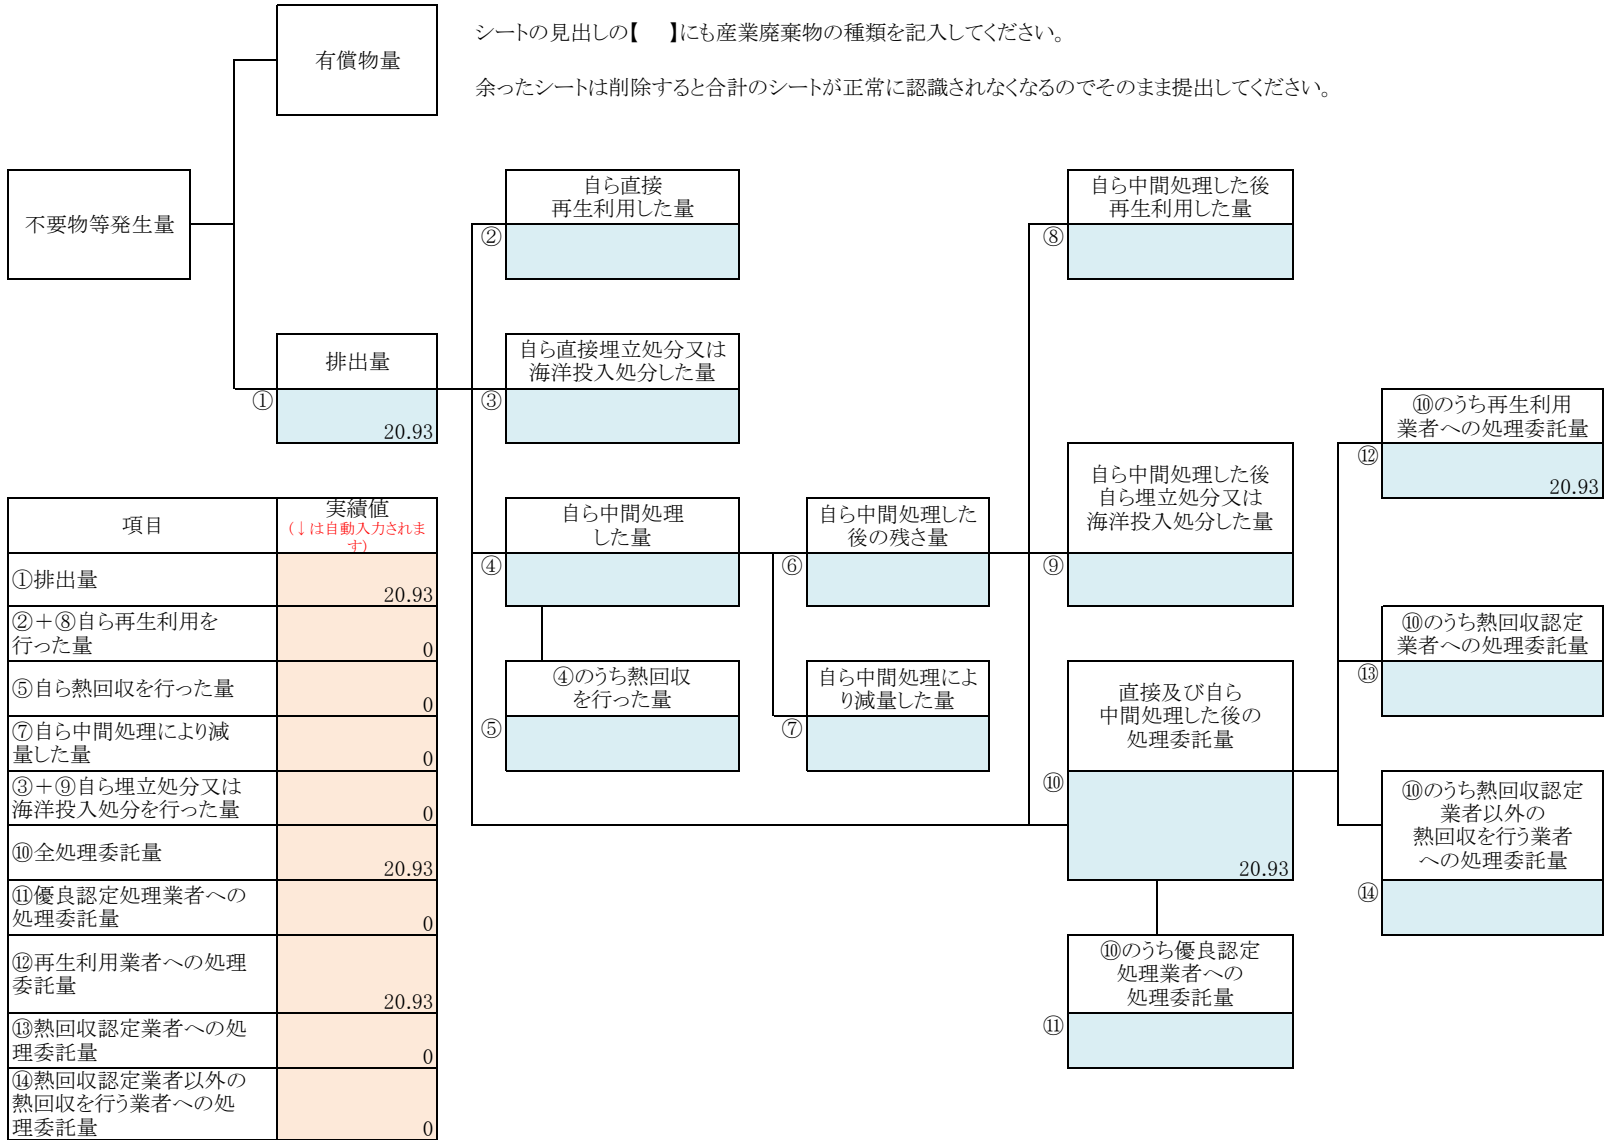 シートの見出しの【　】にも産業廃棄物の種類を記入してください。
有償物量
余ったシートは削除すると合計のシートが正常に認識されなくなるのでそのまま提出してください。
不要物等発生量
自ら直接
再生利用した量
②
自ら中間処理した後
再生利用した量
⑧
排出量
①
20.93
自ら直接埋立処分又は
海洋投入処分した量
③
⑩のうち再生利用
業者への処理委託量
⑫
20.93
自ら中間処理
した量
④
自ら中間処理した
後の残さ量
⑥
自ら中間処理した後
自ら埋立処分又は
海洋投入処分した量
⑨
⑩のうち熱回収認定
業者への処理委託量
⑬
④のうち熱回収
を行った量
⑤
自ら中間処理によ
り減量した量
⑦
直接及び自ら
中間処理した後の
処理委託量
⑩
20.93
⑩のうち熱回収認定
業者以外の
熱回収を行う業者
への処理委託量
⑭
⑩のうち優良認定
処理業者への
処理委託量
⑪
項目
実績値
(↓は自動入力されま
す)
①排出量
20.93
②＋⑧自ら再生利用を
行った量
0
⑤自ら熱回収を行った量
0
⑦自ら中間処理により減
量した量
0
③＋⑨自ら埋立処分又は
海洋投入処分を行った量
0
⑩全処理委託量
20.93
⑪優良認定処理業者への
処理委託量
0
⑫再生利用業者への処理
委託量
20.93
⑬熱回収認定業者への処
理委託量
0
⑭熱回収認定業者以外の
熱回収を行う業者への処
理委託量
0